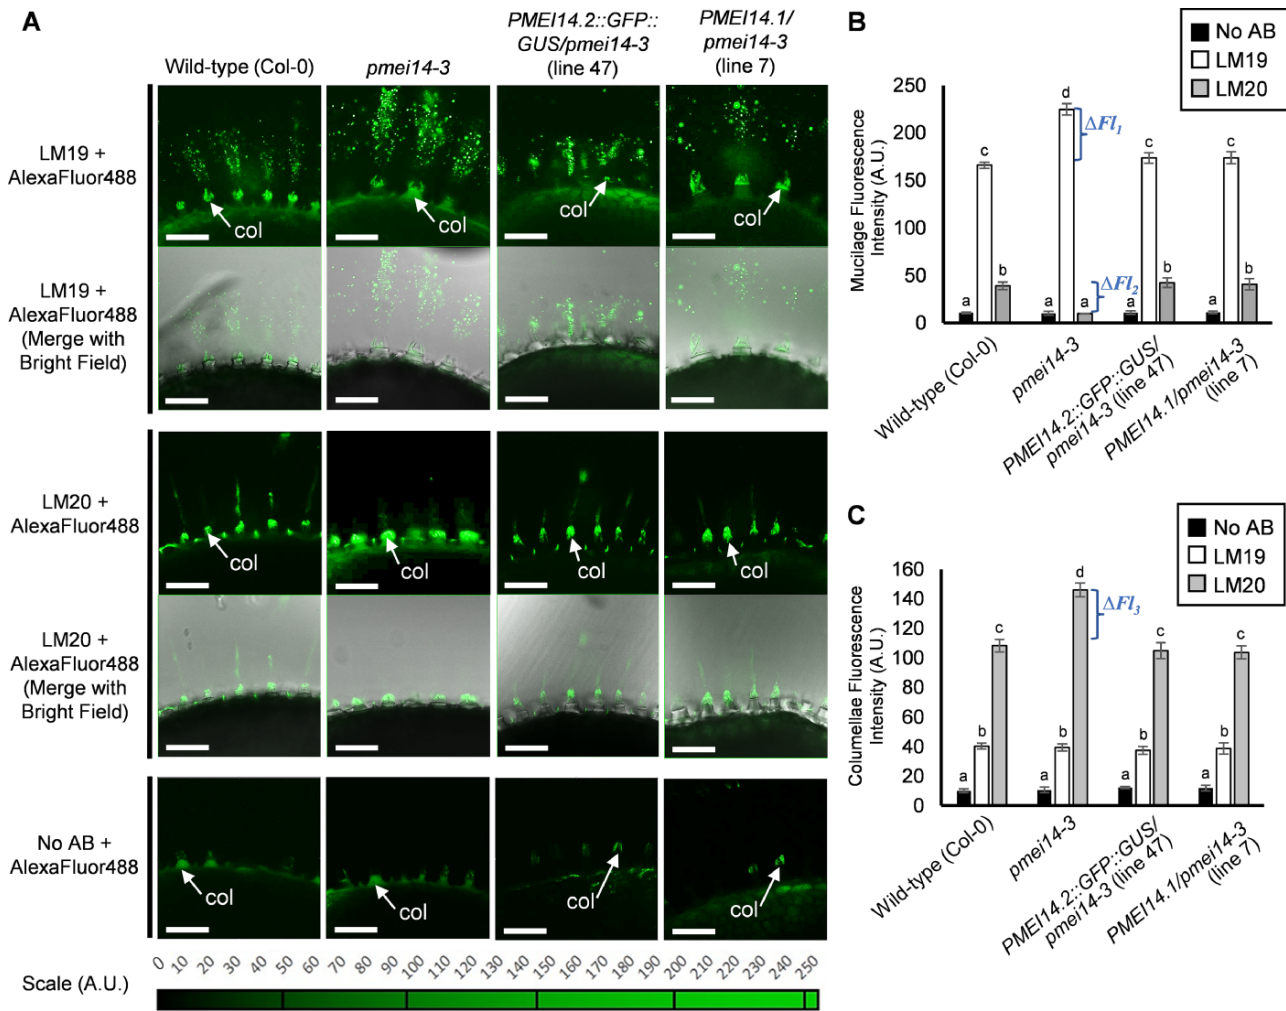 A
Wild-type (Col-0)
pmei14-3
PMEI14.2::GFP::
GUS/pmei14-3
(line 47)
PMEI14.1/
pmei14-3
(line 7)
LM19 +
AlexaFluor488
col
col
col
col
LM19 +
AlexaFluor488
(Merge with
Bright Field)
LM20 +
AlexaFluor488
col
col
col
col
LM20 +
AlexaFluor488
(Merge with
Bright Field)
No AB +
AlexaFluor488
col
col
col
col
Scale (A.U.)
0 10 20 30 40 50 60 70 80 90 100 110 120 130 140 150 160 170 180 190 200 210 220 230 240 250
B
No AB
LM19
LM20
Mucilage Fluorescence
Intensity (A.U.)
250
200
150
100
50
0
a c b
a d a
a c b
a c b
ΔFl1
ΔFl2
Wild-type (Col-0)
pmei14-3
PMEI14.2::GFP::GUS/
pmei14-3 (line 47)
PMEI14.1/pmei14-3
(line 7)
C
No AB
LM19
LM20
Columellae Fluorescence
Intensity (A.U.)
160
140
120
100
80
60
40
20
0
a b c
a b d
a b c
a b c
ΔFl3
Wild-type (Col-0)
pmei14-3
PMEI14.2::GFP::GUS/
pmei14-3 (line 47)
PMEI14.1/pmei14-3
(line 7)